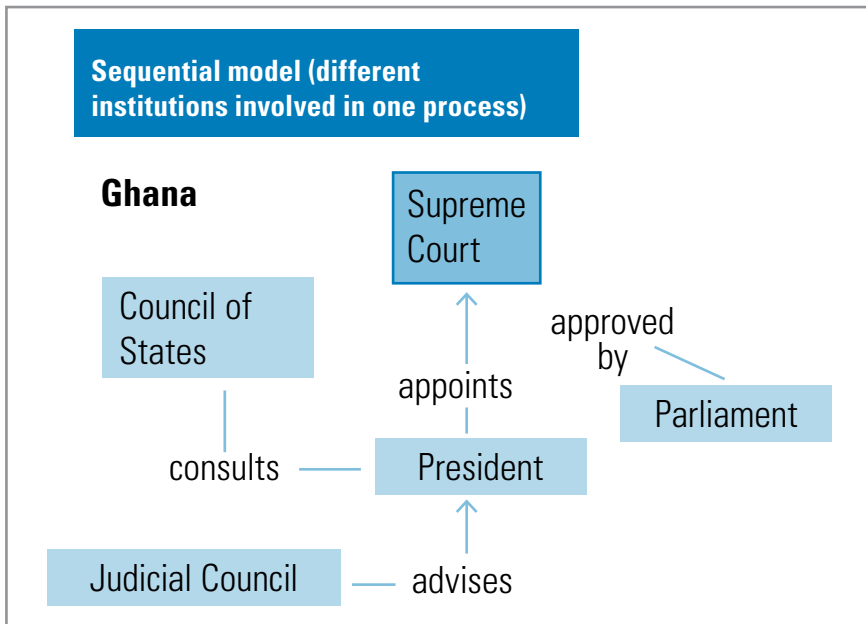 Sequential model (different
institutions involved in one process)
Ghana
Supreme
Court
Council of
States
approved
by
appoints
Parliament
consults
President
Judicial Council
advises